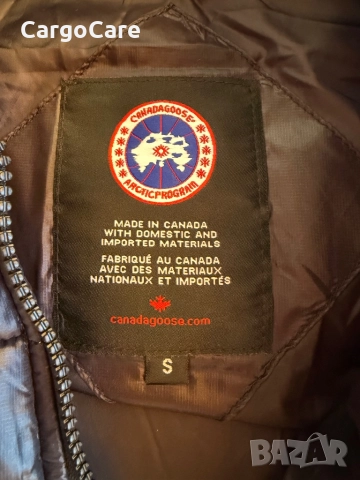 CargoCare
CANADA GOOSE
ARCTIC PROGRAM
MADE IN CANADA
WITH DOMESTIC AND
IMPORTED MATERIALS
FABRIQUÉ AU CANADA
AVEC DES MATERIAUX
NATIONAUX ET IMPORTÉS
canadagoose.com
S
BAZAR